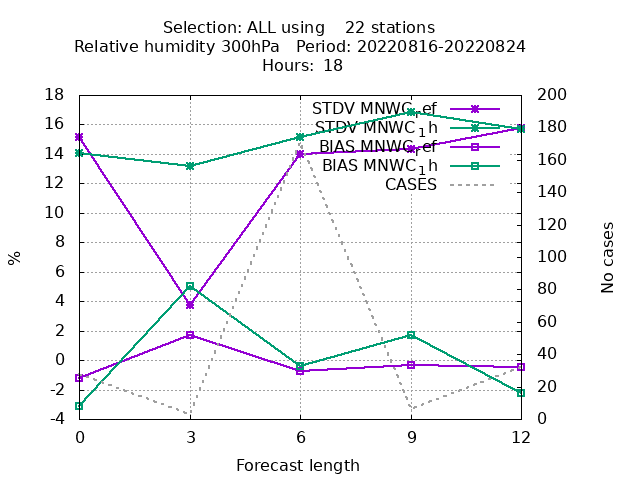 Selection: ALL using 22 stations
Relative humidity 300hPa Period: 20220816-20220824
Hours: 18
18 200
16 180
14 160
12 140
10 120
8 100
6 80
4 60
2 40
0 20
-2 0
-4
%
No cases
STDV MNWC_ref
STDV MNWC_1h
BIAS MNWC_ref
BIAS MNWC_1h
CASES
0 3 6 9 12
Forecast length